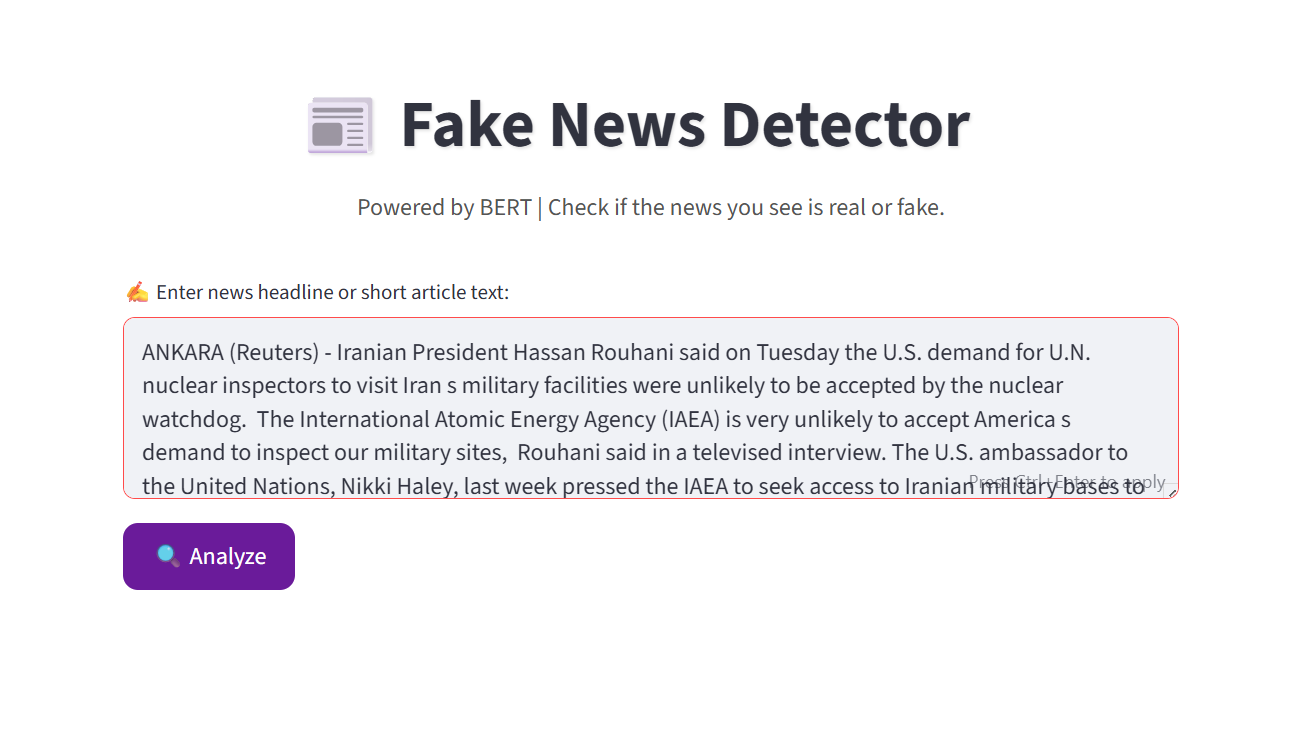 Fake News Detector
Powered by BERT | Check if the news you see is real or fake.
Enter news headline or short article text:
ANKARA (Reuters) - Iranian President Hassan Rouhani said on Tuesday the U.S. demand for U.N.
nuclear inspectors to visit Iran s military facilities were unlikely to be accepted by the nuclear
watchdog.  The International Atomic Energy Agency (IAEA) is very unlikely to accept America s
demand to inspect our military sites,  Rouhani said in a televised interview. The U.S. ambassador to
the United Nations, Nikki Haley, last week pressed the IAEA to seek access to Iranian military bases to
Press Ctrl+Enter to apply
Analyze